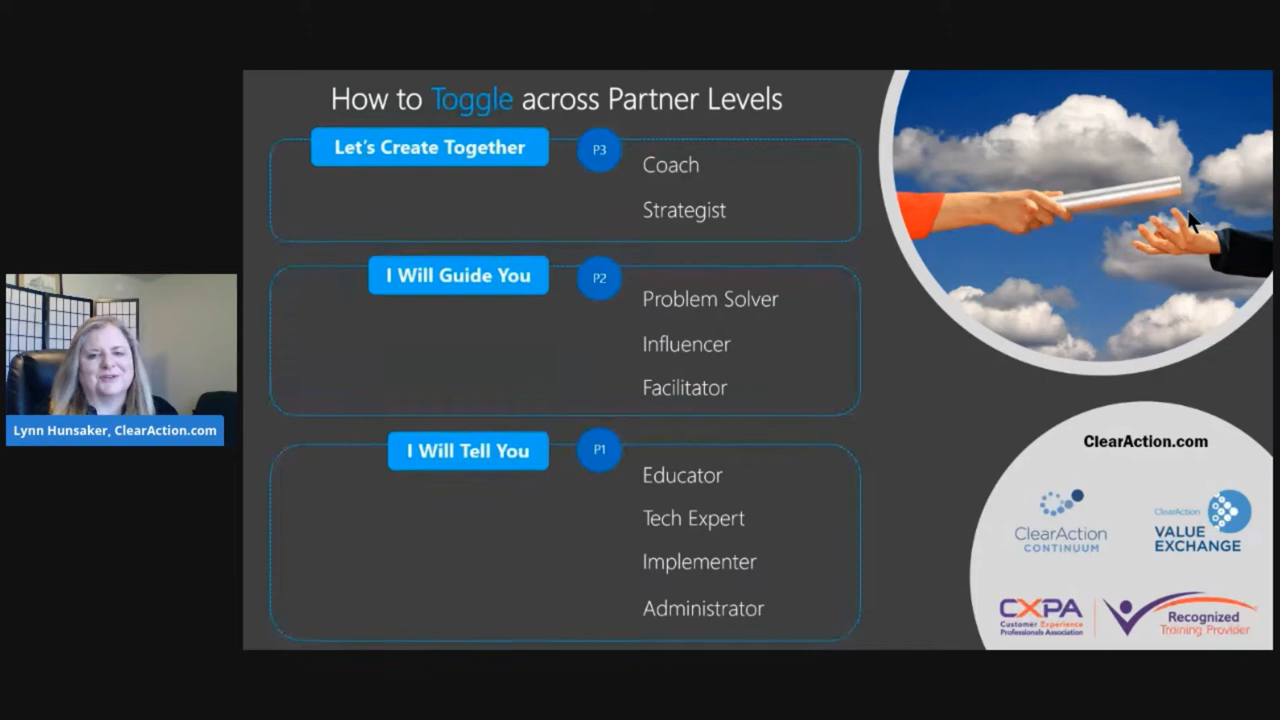 How to Toggle across Partner Levels
Let's Create Together
P3
Coach
Strategist
I Will Guide You
P2
Problem Solver
Influencer
Facilitator
I Will Tell You
P1
Educator
Tech Expert
Implementer
Administrator
Lynn Hunsaker, ClearAction.com
ClearAction.com
ClearAction
CONTINUUM
ClearAction
VALUE
EXCHANGE
CXPA
Customer Experience
Professionals Association
Recognized
Training Provider